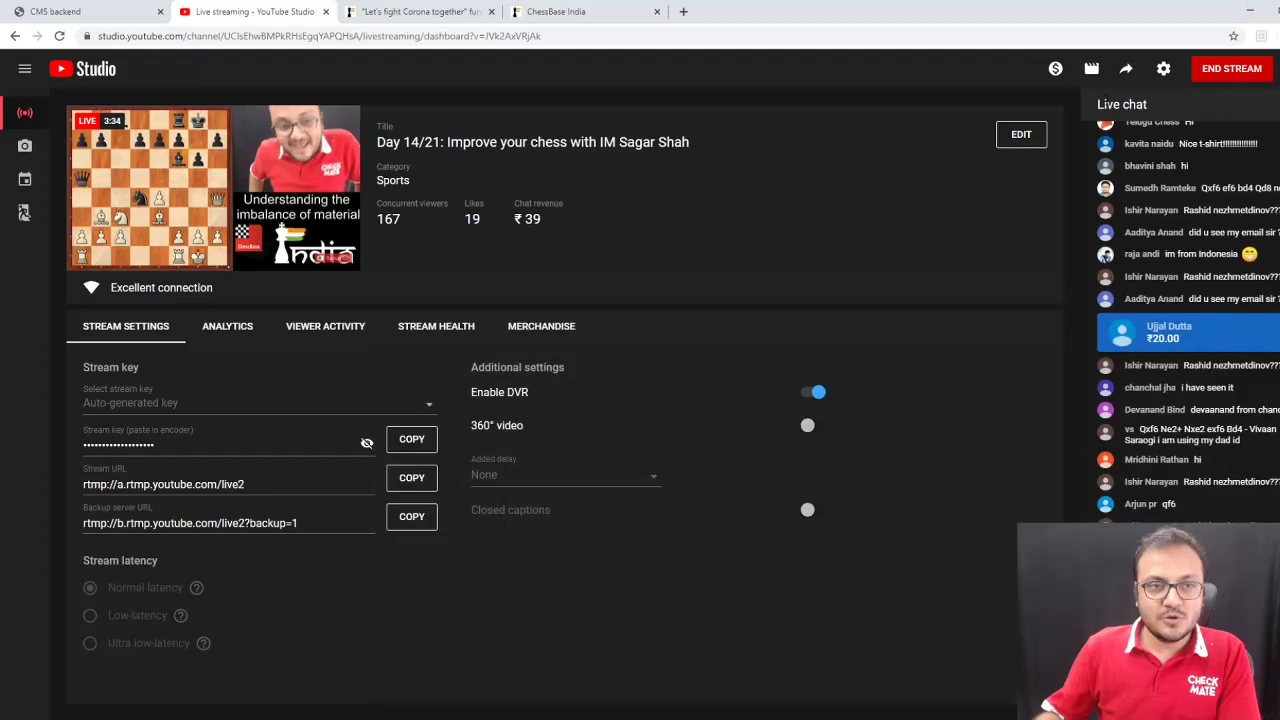 CMS backend
Live streaming - YouTube Studio
"Let's fight Corona together" fun
ChessBase India
studio.youtube.com/channel/UClsEhwBMPkRHsEgqYAPQHsA/livestreaming/dashboard?v=JVk2AxVRjAk
Studio
END STREAM
LIVE 3:34
CHECK
MATE
Understanding the
imbalance of material
ChessBase
India
Title
Day 14/21: Improve your chess with IM Sagar Shah
EDIT
Category
Sports
Concurrent viewers Likes Chat revenue
167 19 ₹ 39
Excellent connection
STREAM SETTINGS ANALYTICS VIEWER ACTIVITY STREAM HEALTH MERCHANDISE
Stream key
Select stream key
Auto-generated key
Stream key (paste in encoder)
••••••••••••••••••• COPY
Stream URL
rtmp://a.rtmp.youtube.com/live2 COPY
Backup server URL
rtmp://b.rtmp.youtube.com/live2?backup=1 COPY
Stream latency
Normal latency
Low-latency
Ultra low-latency
Additional settings
Enable DVR
360° video
Added delay
None
Closed captions
Live chat
Telugu Chess Hi
kavita naidu Nice t-shirt!!!!!!!!!!!!!!!
bhavini shah hi
Sumedh Ramteke Qxf6 ef6 bd4 Qd8 n
Ishir Narayan Rashid nezhmetdinov??
Aaditya Anand did u see my email sir ?
raja andi im from Indonesia 😁
Ishir Narayan Rashid nezhmetdinov??
Aaditya Anand did u see my email sir ?
Ujjal Dutta
₹20.00
Ishir Narayan Rashid nezhmetdinov???
chanchal jha i have seen it
Devanand Bind devaanand from chan
vs Qxf6 Ne2+ Nxe2 exf6 Bd4 - Vivaan
Saraogi i am using my dad id
Mridhini Rathan hi
Ishir Narayan Rashid nezhmetdinov???
Arjun pr qf6
CHECK
MATE